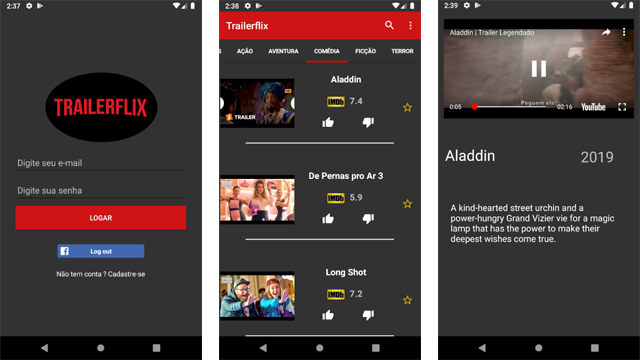 2:37
TRAILERFLIX
Digite seu e-mail
Digite sua senha
LOGAR
Log out
Não tem conta ? Cadastre-se
2:38
Trailerflix
S AÇÃO AVENTURA COMÉDIA FICÇÃO TERROR
Aladdin
IMDb 7.4
TRAILER
De Pernas pro Ar 3
IMDb 5.9
Long Shot
IMDb 7.2
2:39
Aladdin | Trailer Legendado
Peguem ele!
0:05 02:16 YouTube
Aladdin 2019
A kind-hearted street urchin and a
power-hungry Grand Vizier vie for a magic
lamp that has the power to make their
deepest wishes come true.